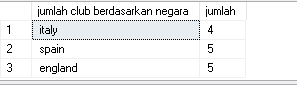 jumlah club berdasarkan negara jumlah
1 italy 4
2 spain 5
3 england 5